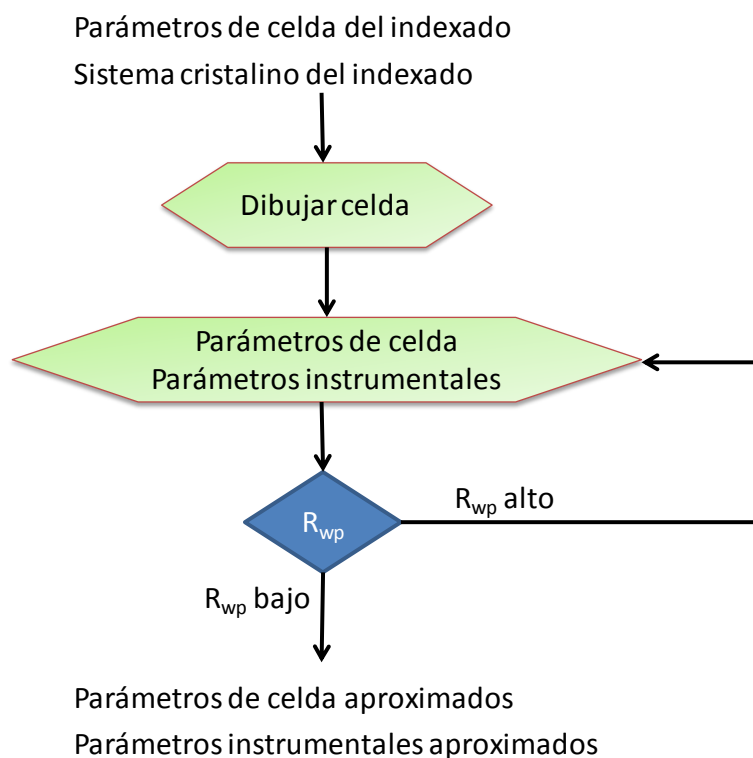 Parámetros de celda del indexado
Sistema cristalino del indexado
Dibujar celda
Parámetros de celda
Parámetros instrumentales
Rwp
Rwp alto
Rwp bajo
Parámetros de celda aproximados
Parámetros instrumentales aproximados